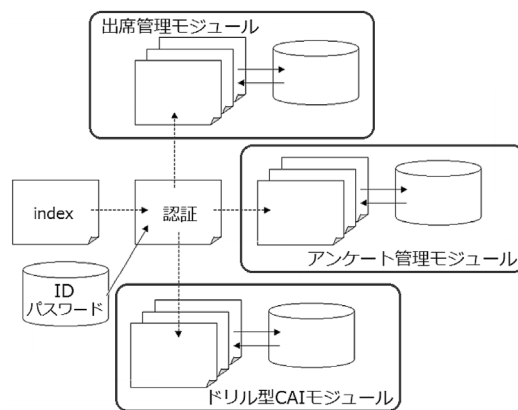 出席管理モジュール
index
認証
ID
パスワード
アンケート管理モジュール
ドリル型CAIモジュール